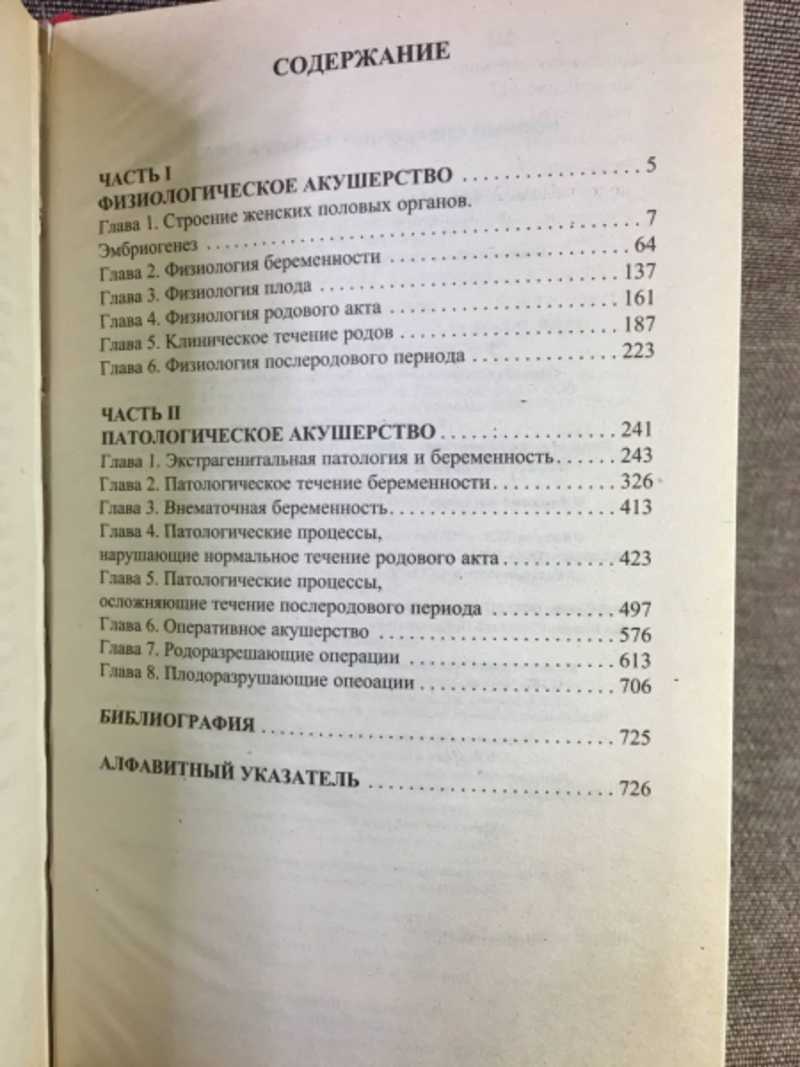 СОДЕРЖАНИЕ
ЧАСТЬ I
ФИЗИОЛОГИЧЕСКОЕ АКУШЕРСТВО . . . . . . . . . . . . . . . . . . 5
Глава 1. Строение женских половых органов.
Эмбриогенез . . . . . . . . . . . . . . . . . . . . . . . . . . . . . . . . . . . . . . 7
Глава 2. Физиология беременности . . . . . . . . . . . . . . . . . . . . 64
Глава 3. Физиология плода . . . . . . . . . . . . . . . . . . . . . . . . . 137
Глава 4. Физиология родового акта . . . . . . . . . . . . . . . . . . 161
Глава 5. Клиническое течение родов . . . . . . . . . . . . . . . . . 187
Глава 6. Физиология послеродового периода . . . . . . . . . . . . 223
ЧАСТЬ II
ПАТОЛОГИЧЕСКОЕ АКУШЕРСТВО . . . . . . . . . . . . . . . 241
Глава 1. Экстрагенитальная патология и беременность. . . . . . 243
Глава 2. Патологическое течение беременности . . . . . . . . . . . 326
Глава 3. Внематочная беременность. . . . . . . . . . . . . . . . . . . 413
Глава 4. Патологические процессы,
нарушающие нормальное течение родового акта . . . . . . . . . . 423
Глава 5. Патологические процессы,
осложняющие течение послеродового периода . . . . . . . . . . . 497
Глава 6. Оперативное акушерство . . . . . . . . . . . . . . . . . . . . 576
Глава 7. Родоразрешающие операции . . . . . . . . . . . . . . . . . 613
Глава 8. Плодоразрушающие опеоации . . . . . . . . . . . . . . . . 706
БИБЛИОГРАФИЯ . . . . . . . . . . . . . . . . . . . . . . . . . . . . . . 725
АЛФАВИТНЫЙ УКАЗАТЕЛЬ . . . . . . . . . . . . . . . . . . . . . 726